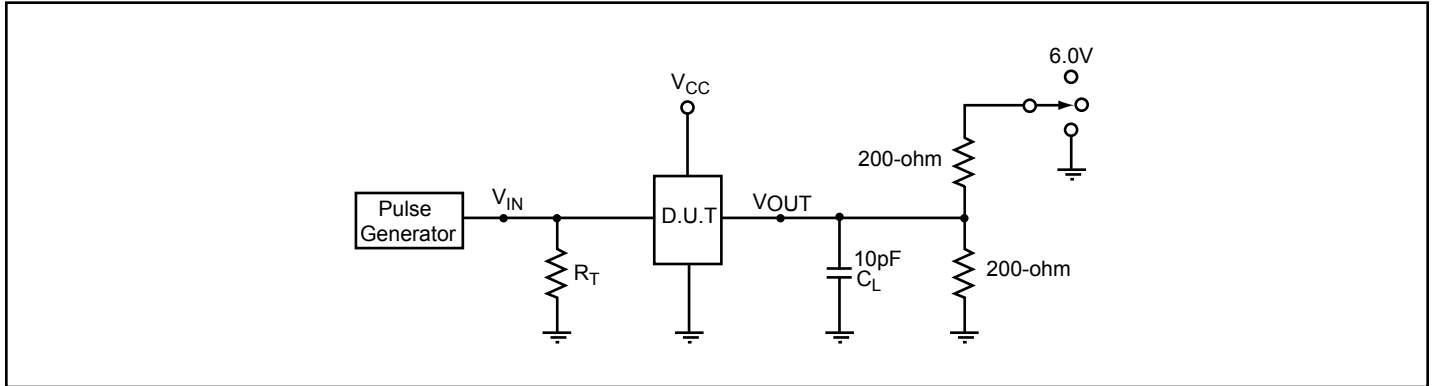 6.0V
VCC
200-ohm
Pulse
Generator
VIN
D.U.T
VOUT
RT
10pF
CL
200-ohm